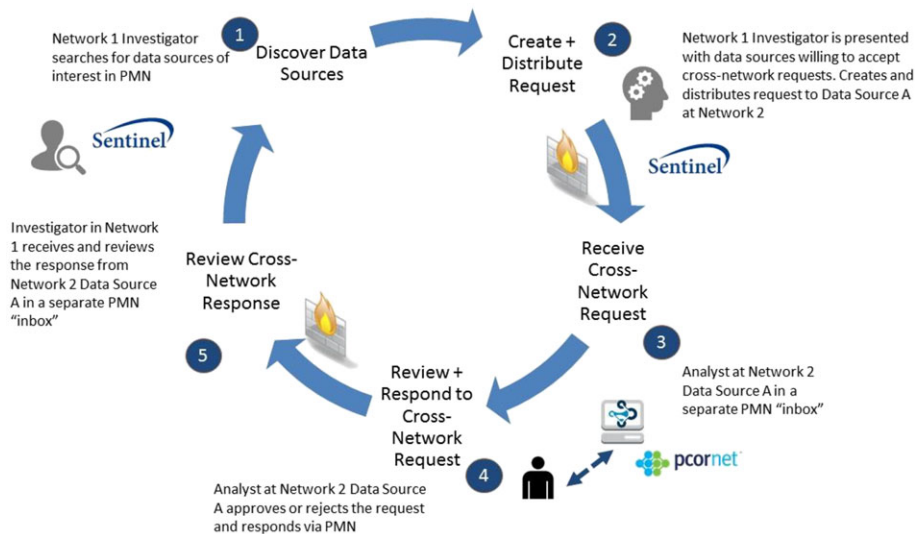 1
Network 1 Investigator
searches for data sources of
interest in PMN
Discover Data
Sources
Sentinel
Create +
Distribute
Request
2
Network 1 Investigator is presented
with data sources willing to accept
cross-network requests. Creates and
distributes request to Data Source A
at Network 2
Sentinel
Receive
Cross-
Network
Request
3
Analyst at Network 2
Data Source A in a
separate PMN “inbox”
pcornet
Review +
Respond to
Cross-
Network
Request
4
Analyst at Network 2 Data Source
A approves or rejects the request
and responds via PMN
Review Cross-
Network
Response
5
Investigator in Network
1 receives and reviews
the response from
Network 2 Data Source
A in a separate PMN
“inbox”